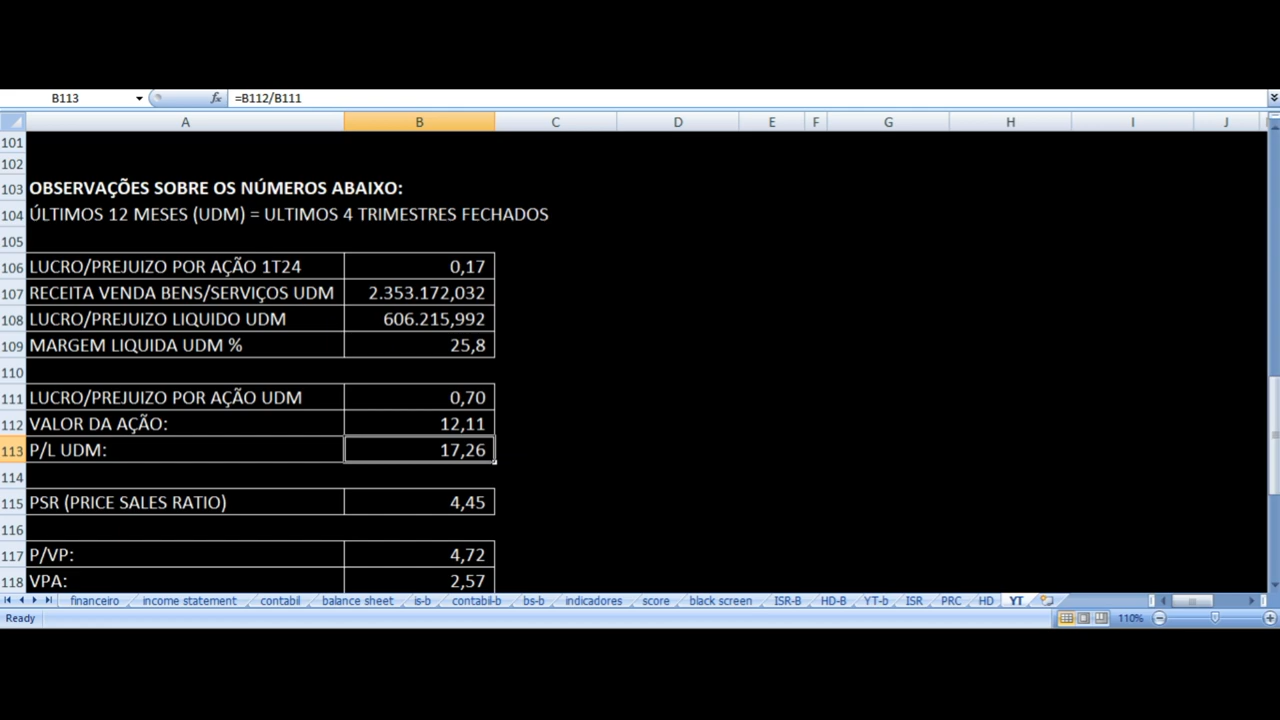 B113 fx =B112/B111
A B C D E F G H I J
101
102
103 OBSERVAÇÕES SOBRE OS NÚMEROS ABAIXO:
104 ÚLTIMOS 12 MESES (UDM) = ULTIMOS 4 TRIMESTRES FECHADOS
105
106 LUCRO/PREJUIZO POR AÇÃO 1T24 0,17
107 RECEITA VENDA BENS/SERVIÇOS UDM 2.353.172,032
108 LUCRO/PREJUIZO LIQUIDO UDM 606.215,992
109 MARGEM LIQUIDA UDM % 25,8
110
111 LUCRO/PREJUIZO POR AÇÃO UDM 0,70
112 VALOR DA AÇÃO: 12,11
113 P/L UDM: 17,26
114
115 PSR (PRICE SALES RATIO) 4,45
116
117 P/VP: 4,72
118 VPA: 2,57
financeiro income statement contabil balance sheet is-b contabil-b bs-b indicadores score black screen ISR-B HD-B YT-b ISR PRC HD YT
Ready 110%